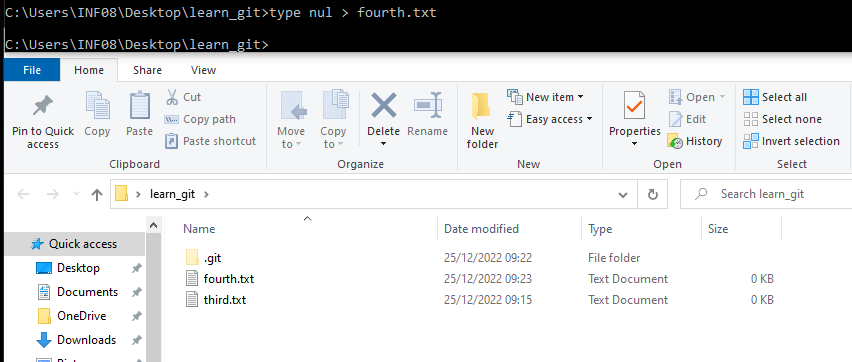 C:\Users\INF08\Desktop\learn_git>type nul > fourth.txt
C:\Users\INF08\Desktop\learn_git>
File Home Share View
Pin to Quick access
Copy
Paste
Cut
Copy path
Paste shortcut
Clipboard
Move to
Copy to
Delete
Rename
Organize
New folder
New item
Easy access
New
Properties
Open
Edit
History
Open
Select all
Select none
Invert selection
Select
learn_git
Search learn_git
Quick access
Desktop
Documents
OneDrive
Downloads
Name Date modified Type Size
.git 25/12/2022 09:22 File folder
fourth.txt 25/12/2022 09:23 Text Document 0 KB
third.txt 25/12/2022 09:15 Text Document 0 KB